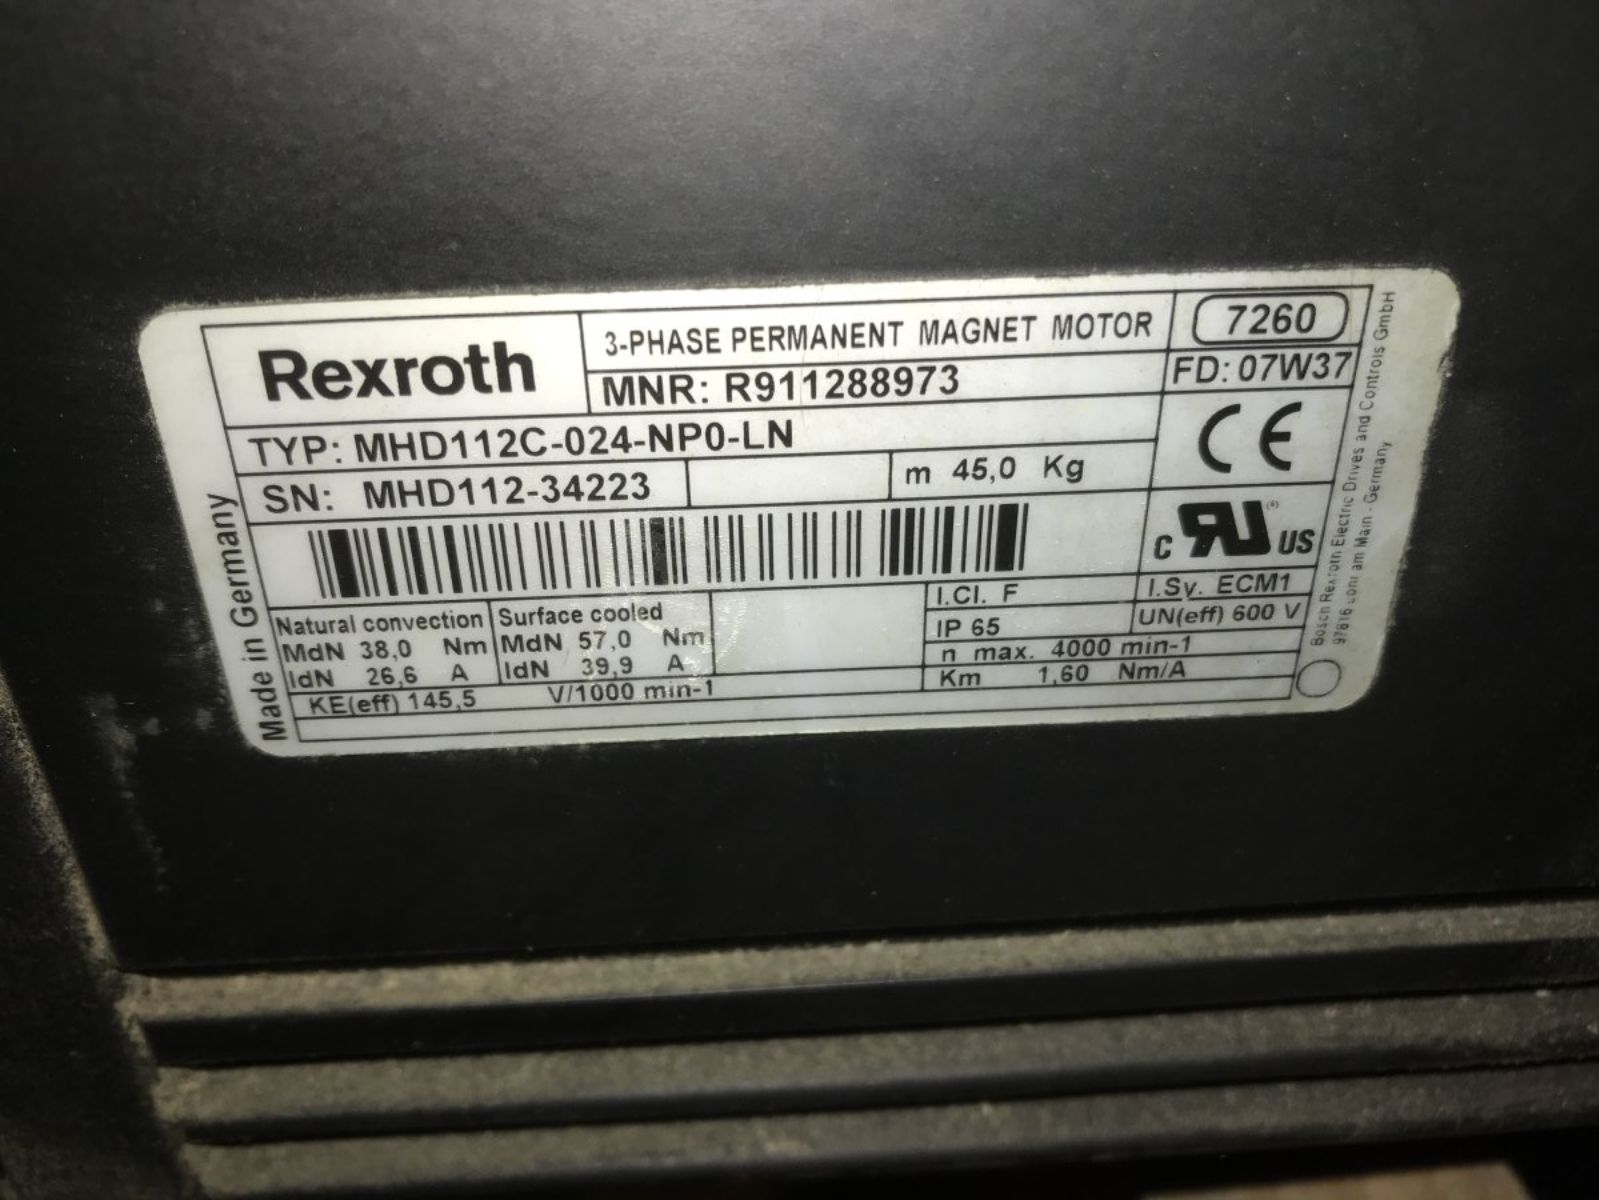 Rexroth
3-PHASE PERMANENT MAGNET MOTOR
7260
MNR: R911288973
FD: 07W37
TYP: MHD112C-024-NP0-LN
CE
SN: MHD112-34223
m 45,0 Kg
c RU ® US
Made in Germany
Natural convection
MdN 38,0 Nm
IdN 26,6 A
Surface cooled
MdN 57,0 Nm
IdN 39,9 A
KE(eff) 145,5 V/1000 min-1
I.Cl. F
I.Sy. ECM1
IP 65
UN(eff) 600 V
n max. 4000 min-1
Km 1,60 Nm/A
Bosch Rexroth Electric Drives and Controls GmbH
97816 am Main - Germany